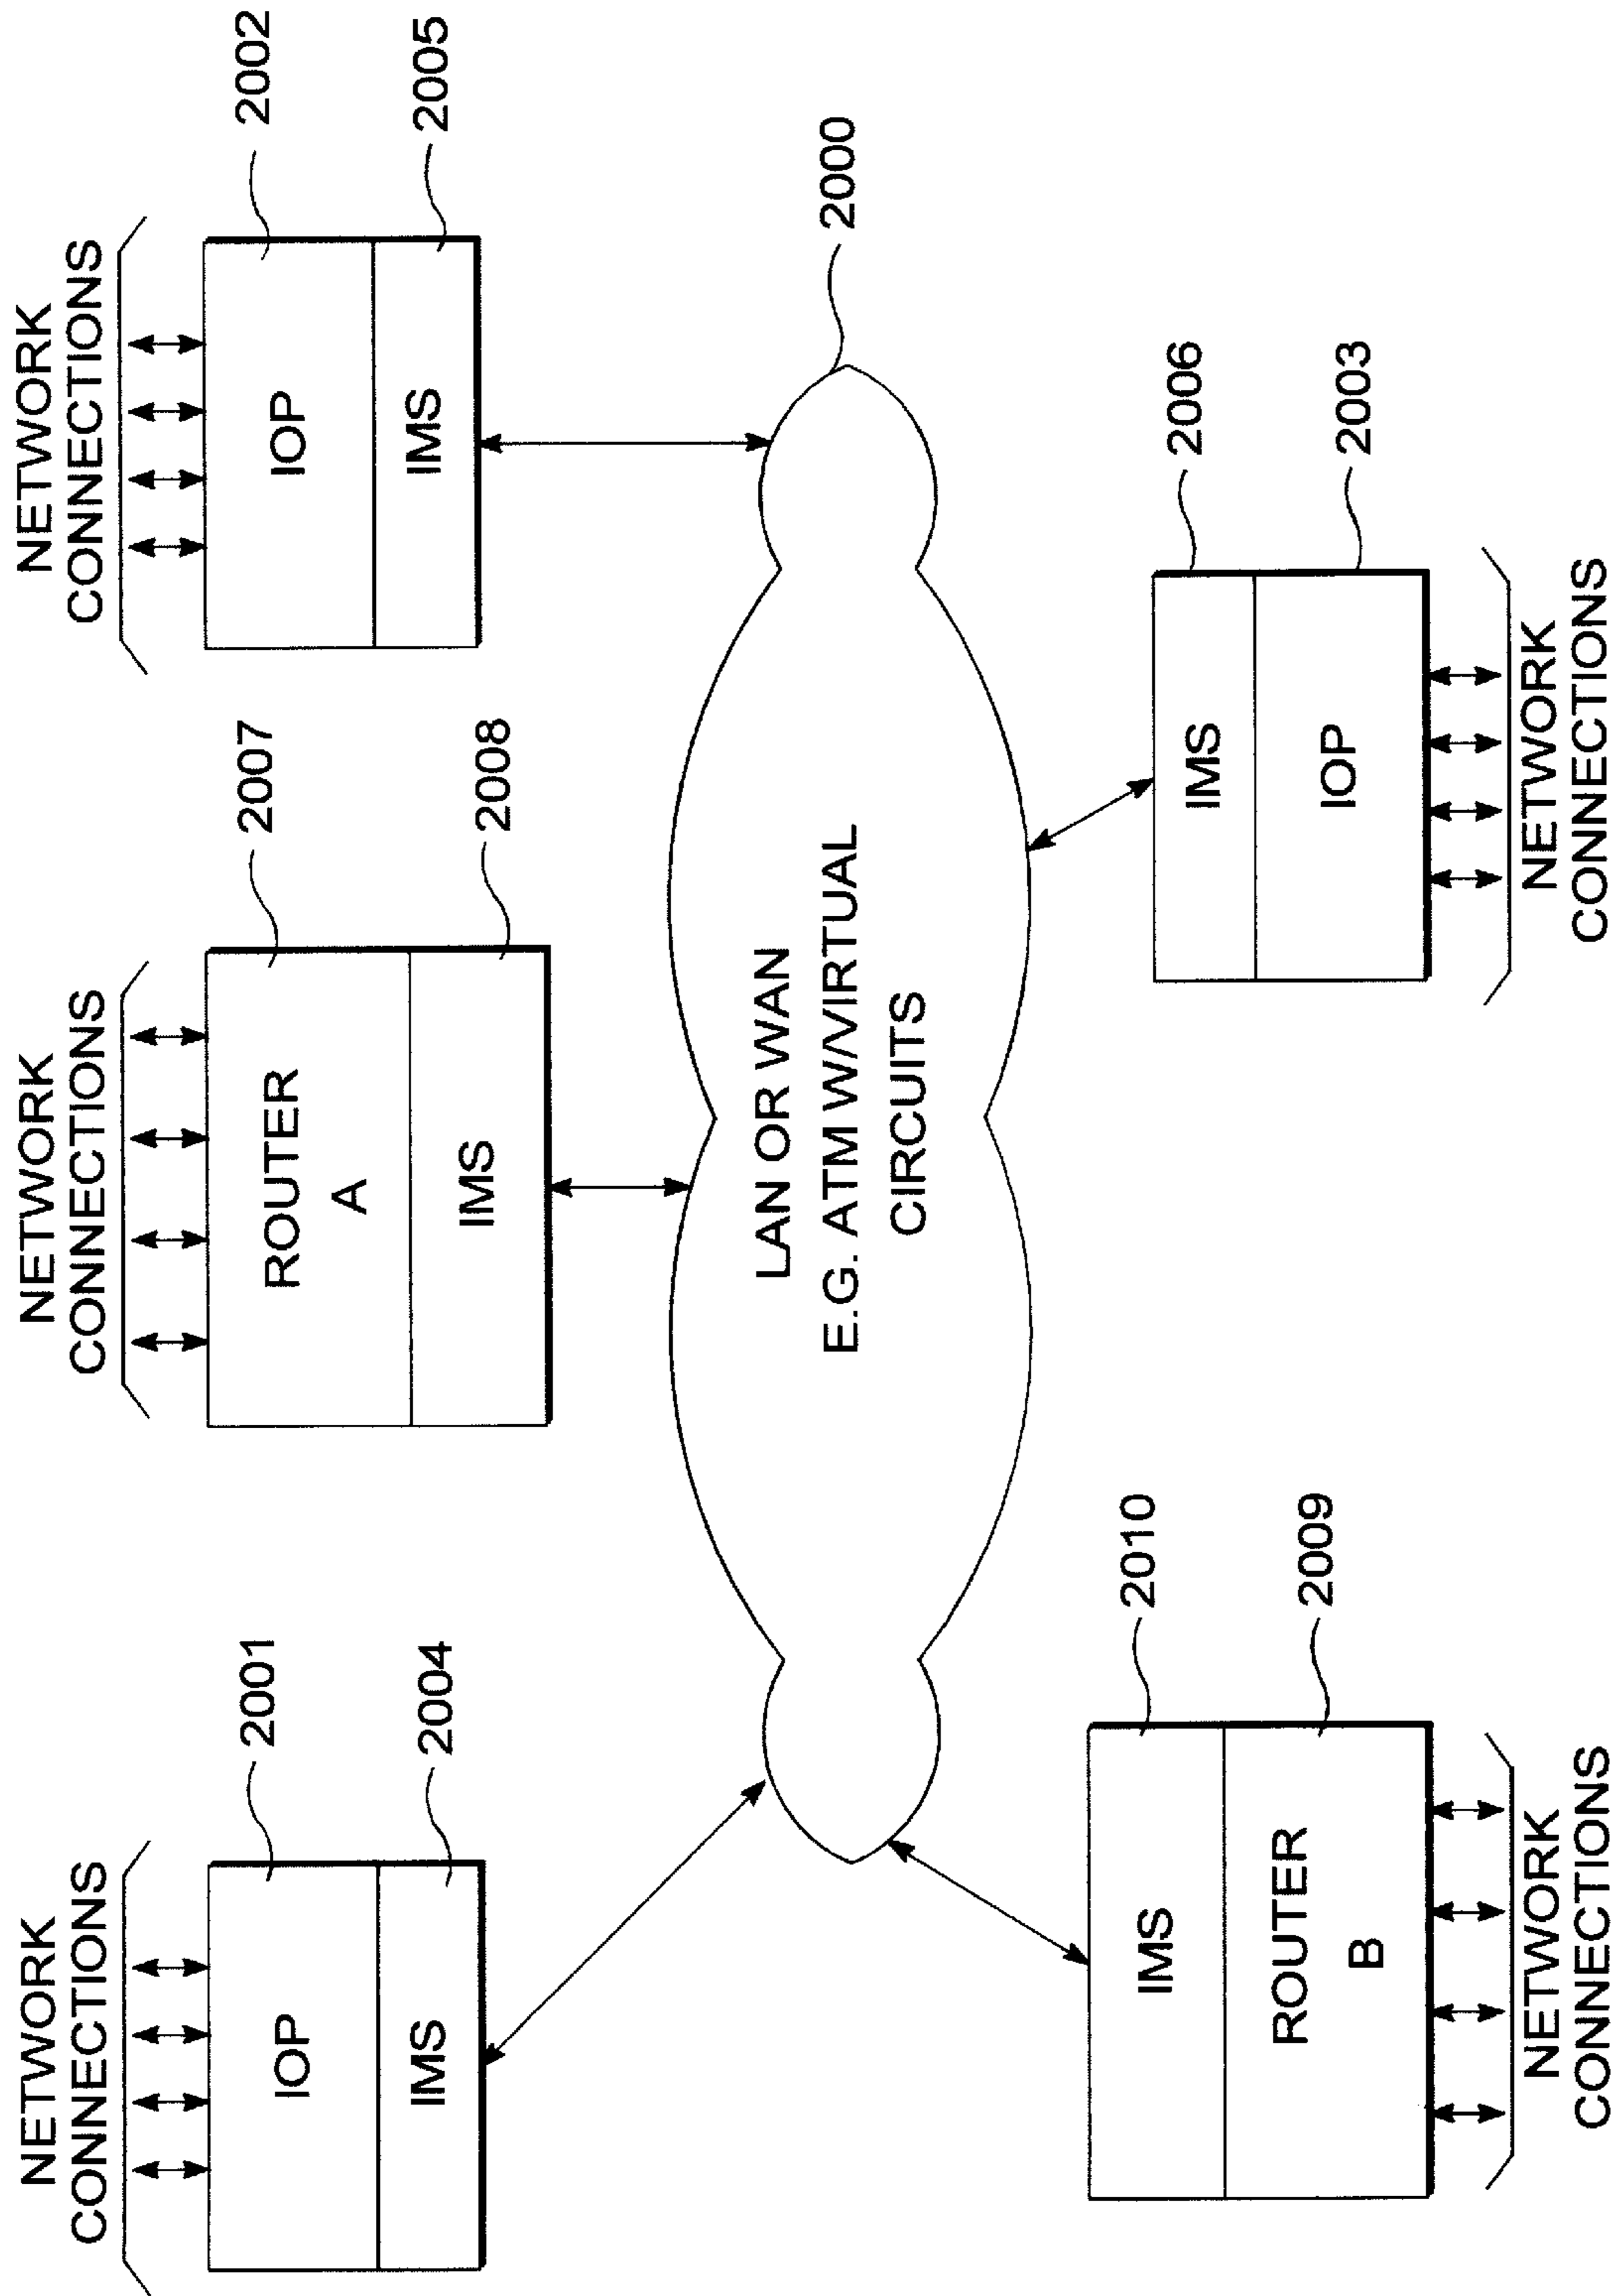 NETWORK
CONNECTIONS
IOP
2001
IMS
2004
NETWORK
CONNECTIONS
ROUTER
A
2007
IMS
2008
NETWORK
CONNECTIONS
IOP
2002
IMS
2005
LAN OR WAN
E.G. ATM W/VIRTUAL
CIRCUITS
2000
IMS
2010
ROUTER
B
2009
NETWORK
CONNECTIONS
IMS
2006
IOP
2003
NETWORK
CONNECTIONS